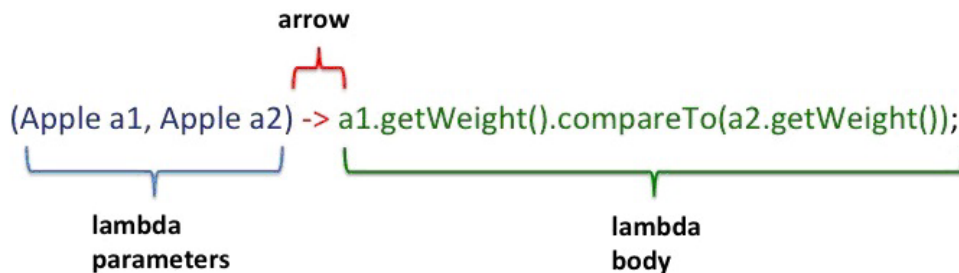 arrow
(Apple a1, Apple a2) -> a1.getWeight().compareTo(a2.getWeight());
lambda parameters
lambda body